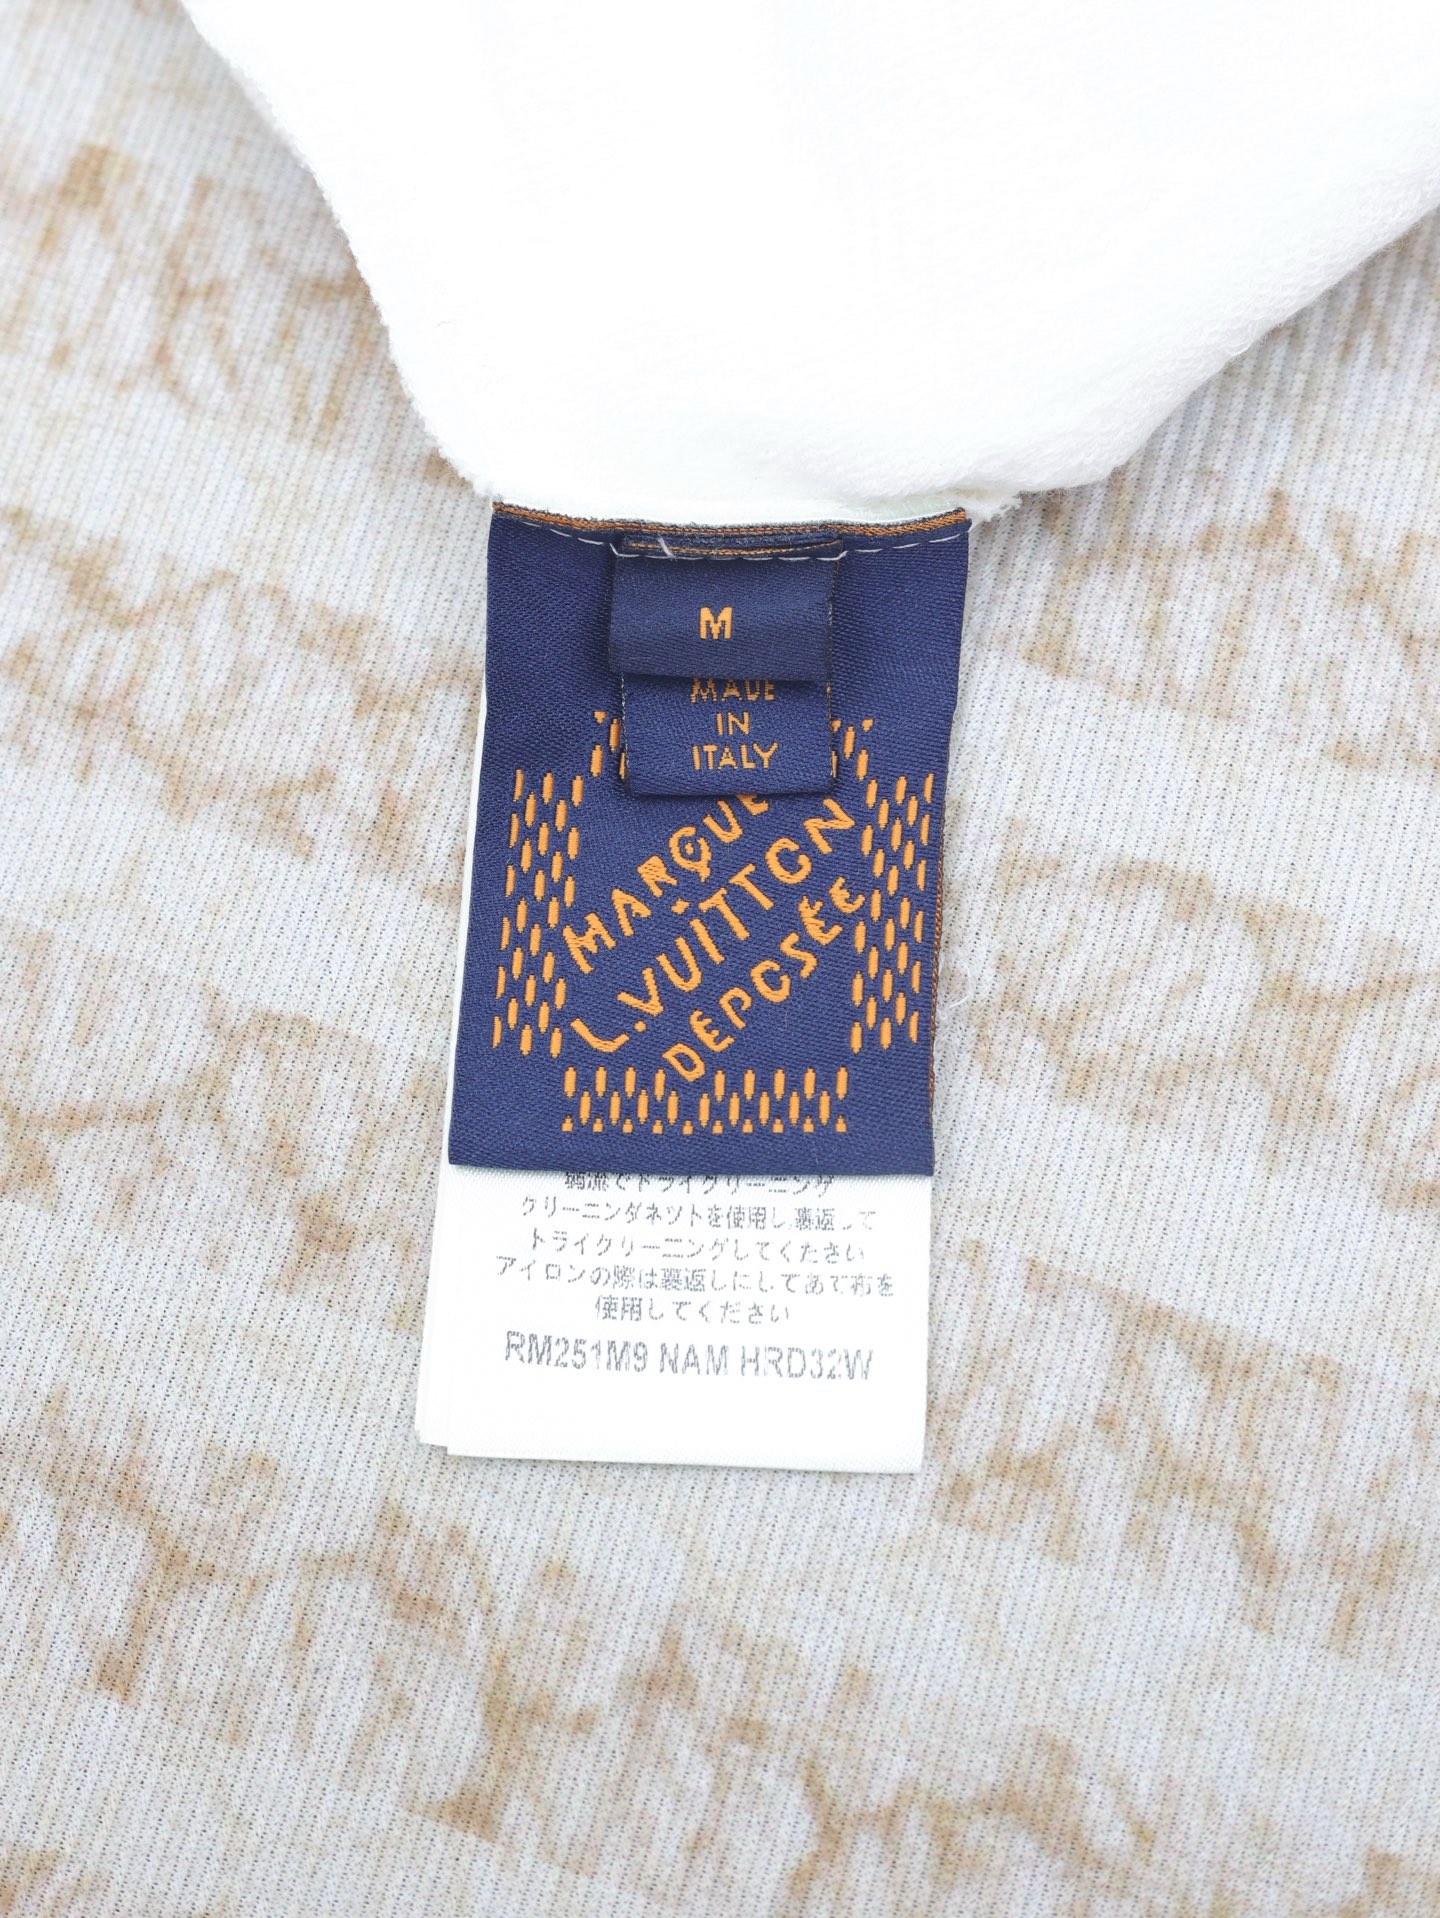 M
MADE
IN
ITALY
MARQUE
L.VUITTON
DÉPOSÉE
クリーニングネットを使用し、裏返して
ドライクリーニングしてください
アイロンの際は裏返しにしてあて布を
使用してください
RM251M9 NAM HRD32W